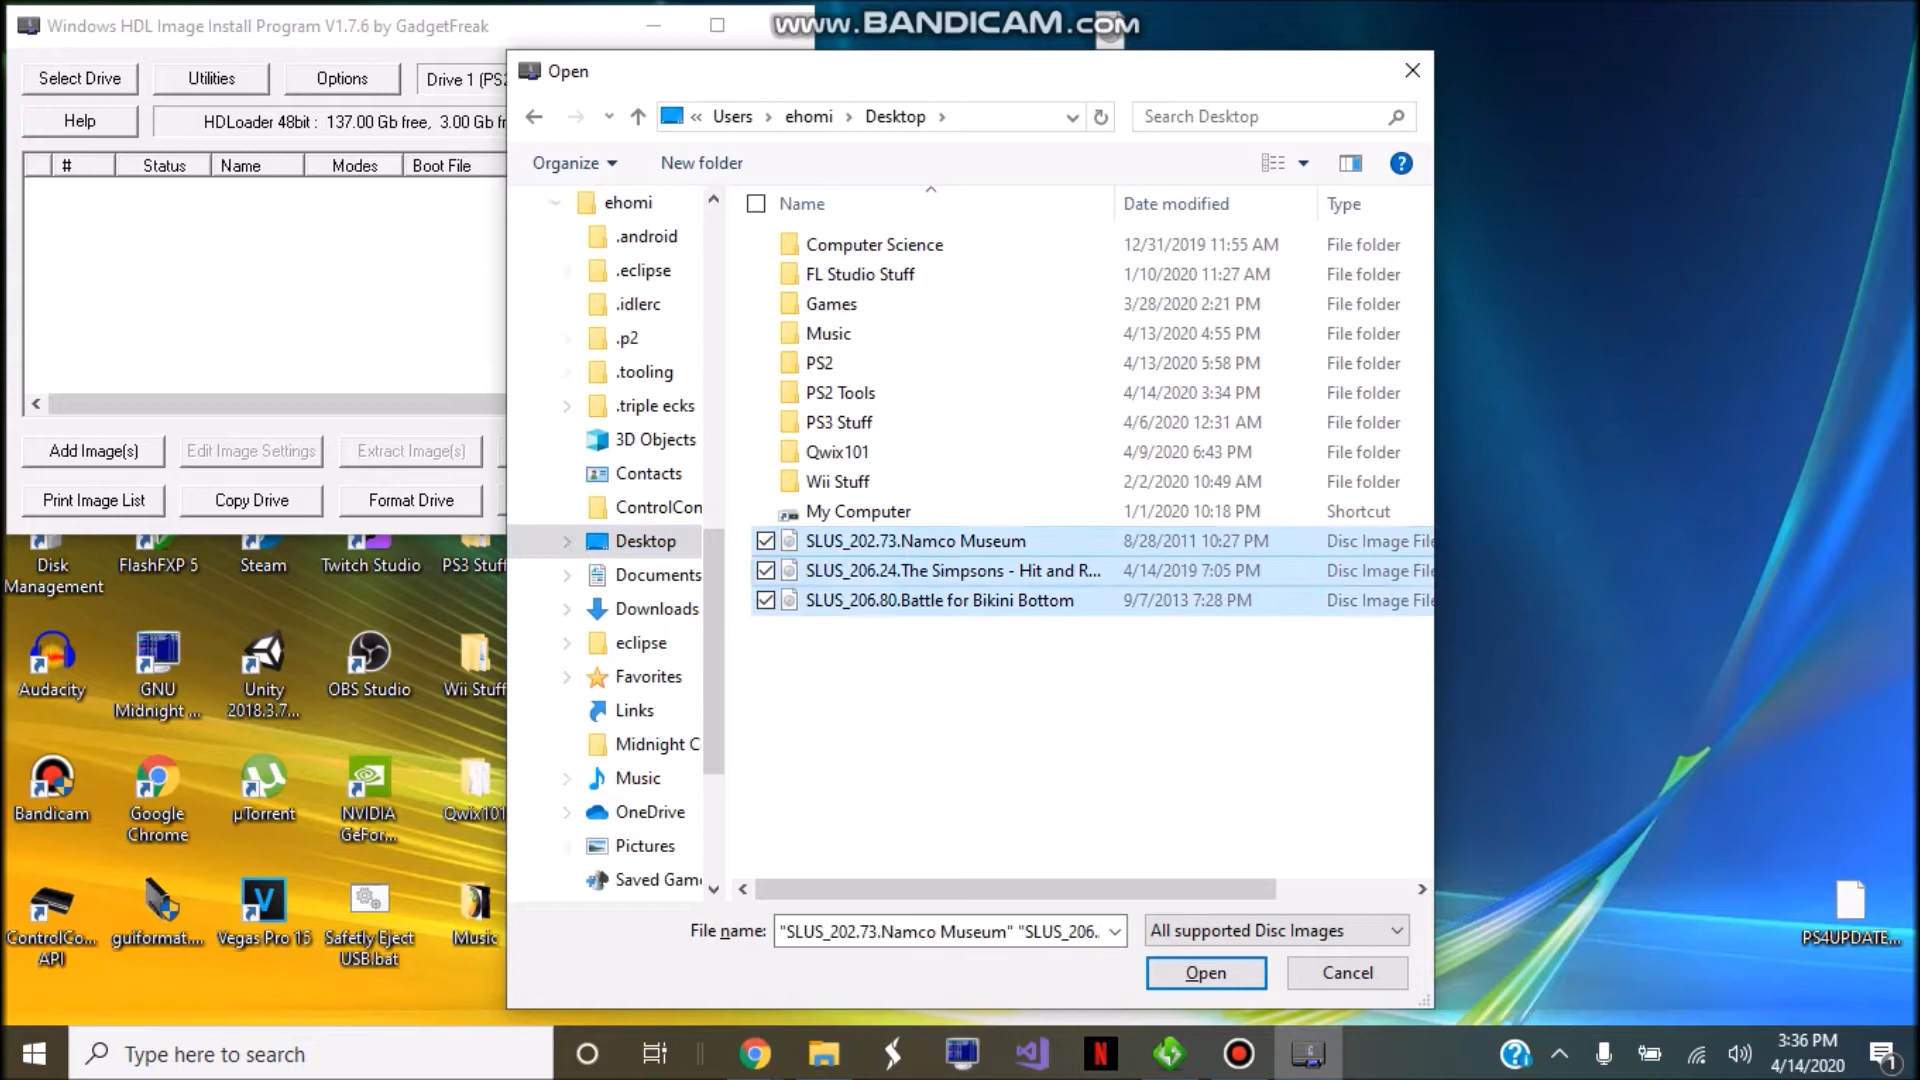 www.BANDICAM.com
Windows HDL Image Install Program V1.7.6 by GadgetFreak
Select Drive
Utilities
Options
Drive 1 (PS2
Help
HDLoader 48bit : 137.00 Gb free, 3.00 Gb fr
#
Status
Name
Modes
Boot File
Add Image(s)
Edit Image Settings
Extract Image(s)
Print Image List
Copy Drive
Format Drive
Open
« Users > ehomi > Desktop >
Search Desktop
Organize
New folder
ehomi
.android
.eclipse
.idlerc
.p2
.tooling
.triple ecks
3D Objects
Contacts
ControlCon
Desktop
Documents
Downloads
eclipse
Favorites
Links
Midnight C
Music
OneDrive
Pictures
Saved Game
Name
Date modified
Type
Computer Science 12/31/2019 11:55 AM File folder
FL Studio Stuff 1/10/2020 11:27 AM File folder
Games 3/28/2020 2:21 PM File folder
Music 4/13/2020 4:55 PM File folder
PS2 4/13/2020 5:58 PM File folder
PS2 Tools 4/14/2020 3:34 PM File folder
PS3 Stuff 4/6/2020 12:31 AM File folder
Qwix101 4/9/2020 6:43 PM File folder
Wii Stuff 2/2/2020 10:49 AM File folder
My Computer 1/1/2020 10:18 PM Shortcut
SLUS_202.73.Namco Museum 8/28/2011 10:27 PM Disc Image File
SLUS_206.24.The Simpsons - Hit and R... 4/14/2019 7:05 PM Disc Image File
SLUS_206.80.Battle for Bikini Bottom 9/7/2013 7:28 PM Disc Image File
File name:
"SLUS_202.73.Namco Museum" "SLUS_206.
All supported Disc Images
Open
Cancel
Disk
Management
FlashFXP 5
Steam
Twitch Studio
PS3 Stuff
Audacity
GNU
Midnight ...
Unity
2018.3.7...
OBS Studio
Wii Stuff
Bandicam
Google
Chrome
µTorrent
NVIDIA
GeFor...
Qwix101
ControlCo...
API
guiformat....
Vegas Pro 15
Safetly Eject
USB.bat
Music
PS4UPDATE...
Type here to search
3:36 PM
4/14/2020
1